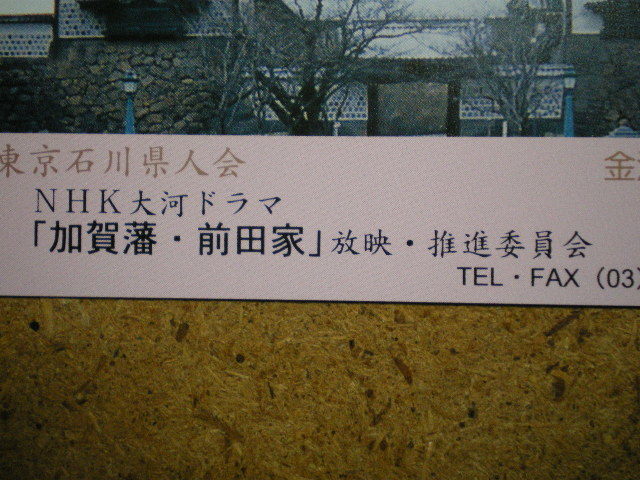 東京石川県人会
金
NHK大河ドラマ
「加賀藩・前田家」放映・推進委員会
TEL・FAX (03)